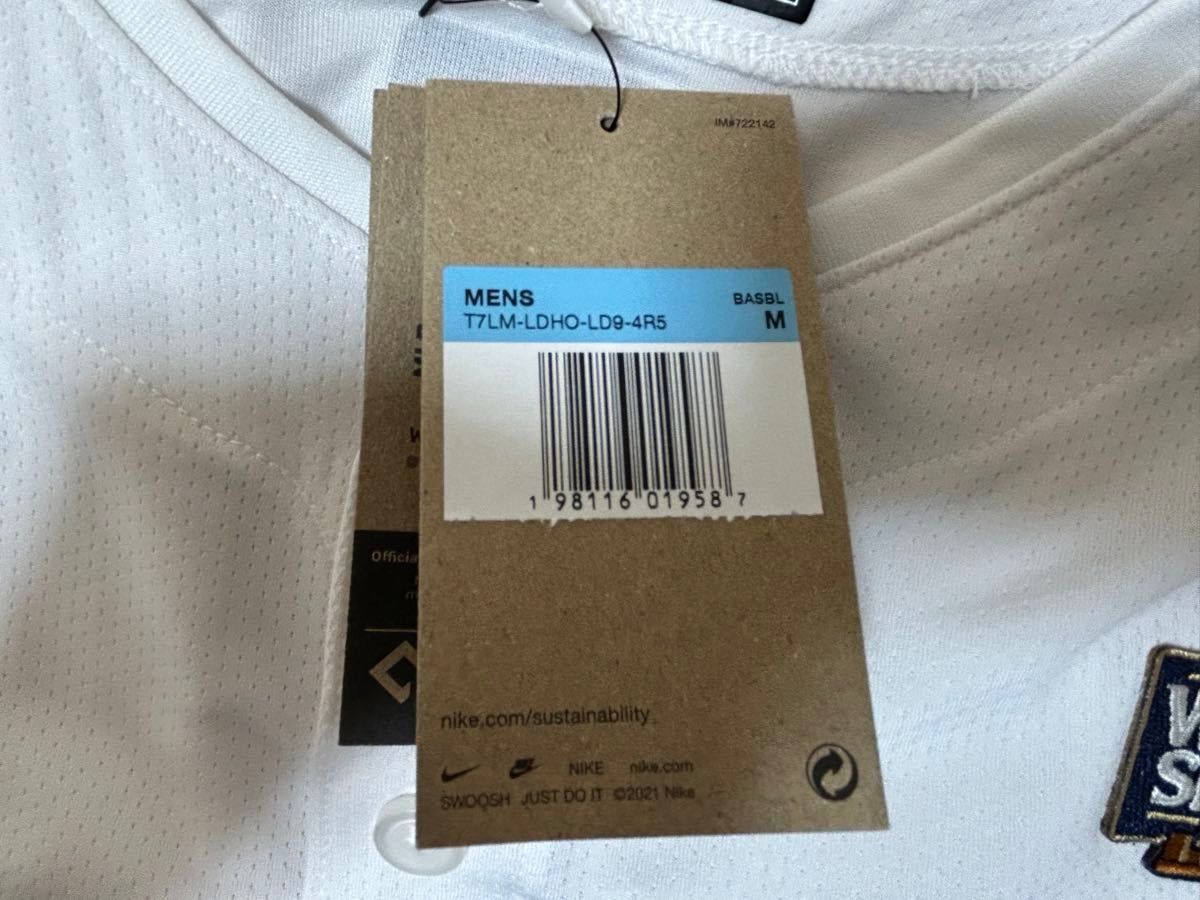 IM#722142
MENS
BASBL
T7LM-LDHO-LD9-4R5
M
1 98116 01958 7
Officia
nike.com/sustainability
NIKE nike.com
SWOOSH JUST DO IT ©2021 Nike